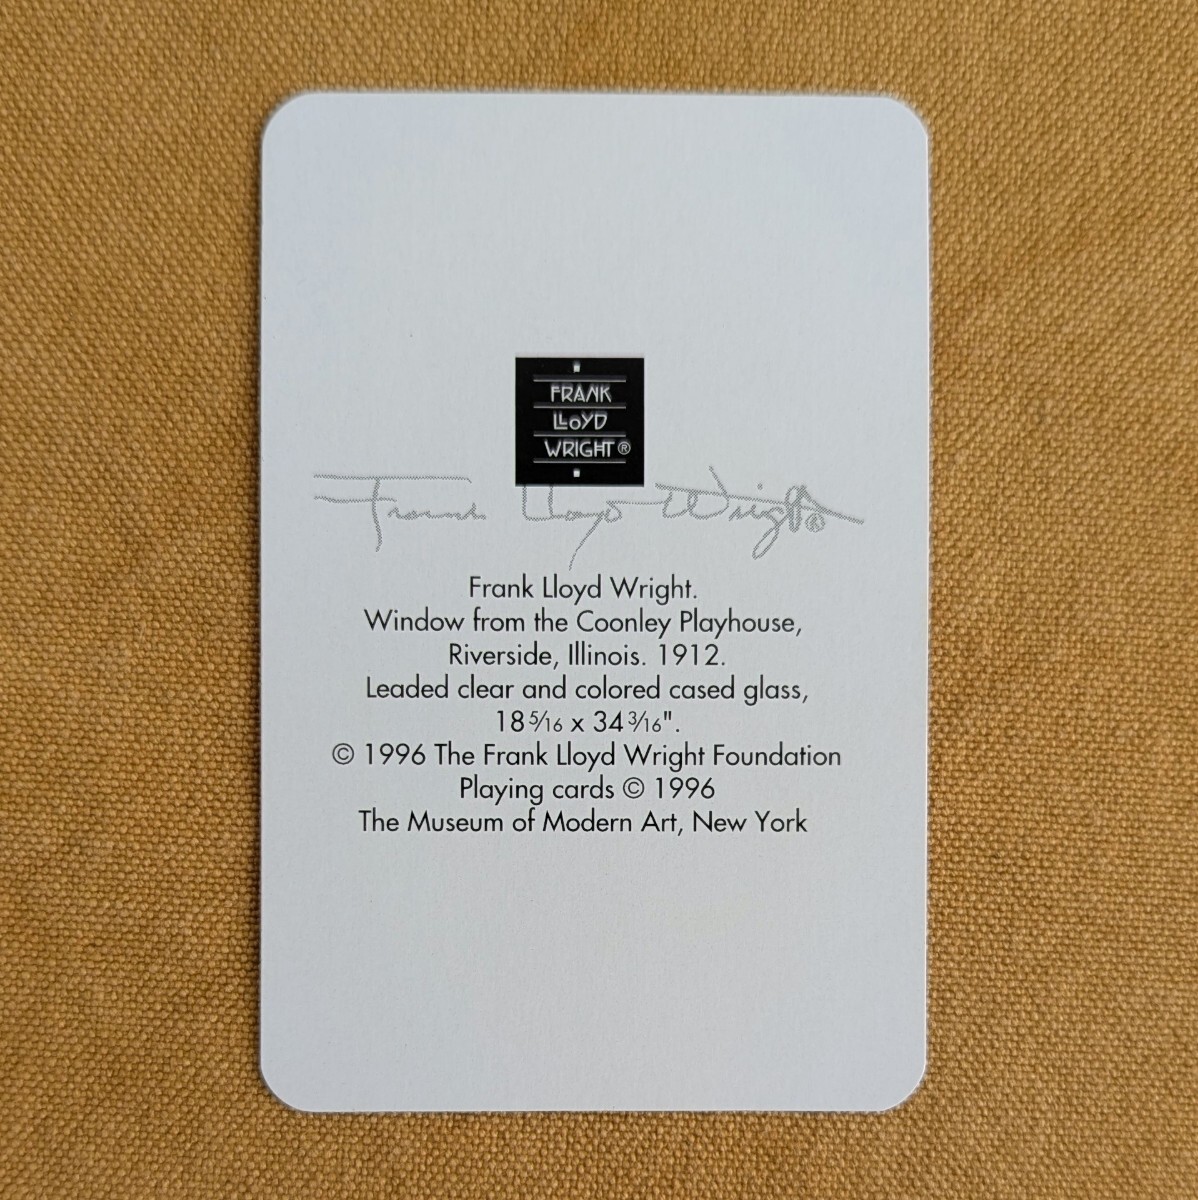 FRANK
LLOYD
WRIGHT®
Frank Lloyd Wright®
Frank Lloyd Wright.
Window from the Coonley Playhouse,
Riverside, Illinois. 1912.
Leaded clear and colored cased glass,
18 5/16 x 34 3/16".
© 1996 The Frank Lloyd Wright Foundation
Playing cards © 1996
The Museum of Modern Art, New York